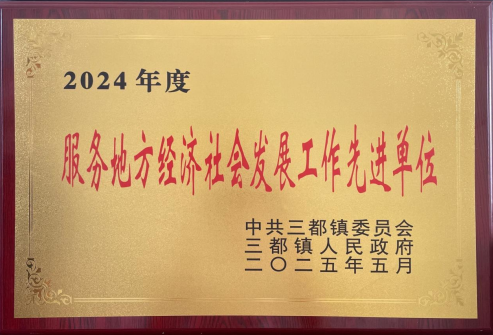 2024年度
服务地方经济社会发展工作先进单位
中共三都镇委员会
三都镇人民政府
二〇二五年五月